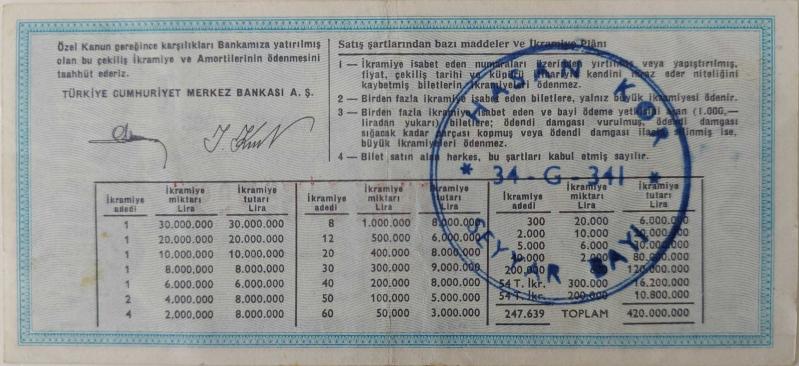 Özel Kanun gereğince karşılıkları Bankamıza yatırılmış
olan bu çekiliş İkramiye ve Amortilerinin ödenmesini
taahhüt ederiz.
TÜRKİYE CUMHURİYET MERKEZ BANKASI A. Ş.
Satış şartlarından bazı maddeler ve İkramiye Plânı
1 — İkramiye isabet eden numaraları üzerinden yırtılmış veya yapıştırılmış,
fiyat, çekiliş tarihi ve küpürü itibariyle kendini ibraz eder niteliğini
kaybetmiş biletlerin ikramiyeleri ödenmez.
2 — Birden fazla ikramiye isabet eden biletlere, yalnız büyük ikramiyesi ödenir.
3 — Birden fazla ikramiye isabet eden ve bayi ödeme yetkisini aşan (1.000,—
liradan yukarı) biletlere; ödendi damgası vurulmuş, ödendi damgası
sığacak kadar parçası kopmuş veya ödendi damgası ilaçla silinmiş ise,
büyük ikramiyeleri ödenmez.
4 — Bilet satın alan herkes, bu şartları kabul etmiş sayılır.
HASAN KÖR
* 34-G-341 *
SEYYAR BAYİ
İkramiye adedi İkramiye miktarı Lira İkramiye tutarı Lira
1 30.000.000 30.000.000
1 20.000.000 20.000.000
1 10.000.000 10.000.000
1 8,000.000 8.000.000
1 6.000.000 6.000.000
2 4.000.000 8.000.000
4 2,000.000 8.000.000
İkramiye adedi İkramiye miktarı Lira İkramiye tutarı Lira
8 1.000.000 8.000.000
12 500,000 6.000.000
20 400.000 8.000.000
30 300,000 9.000.000
40 200,000 8.000.000
50 100,000 5.000.000
60 50,000 3.000.000
İkramiye adedi İkramiye miktarı Lira İkramiye tutarı Lira
300 20,000 6.000.000
2.000 10.000
5.000 6.000 30.000.000
2,000 80.000.000
200.000 120.000.000
54 T. İkr. 300.000 16.200.000
54 T. İkr. 200.000 10.800.000
247.639 TOPLAM 420.000.000